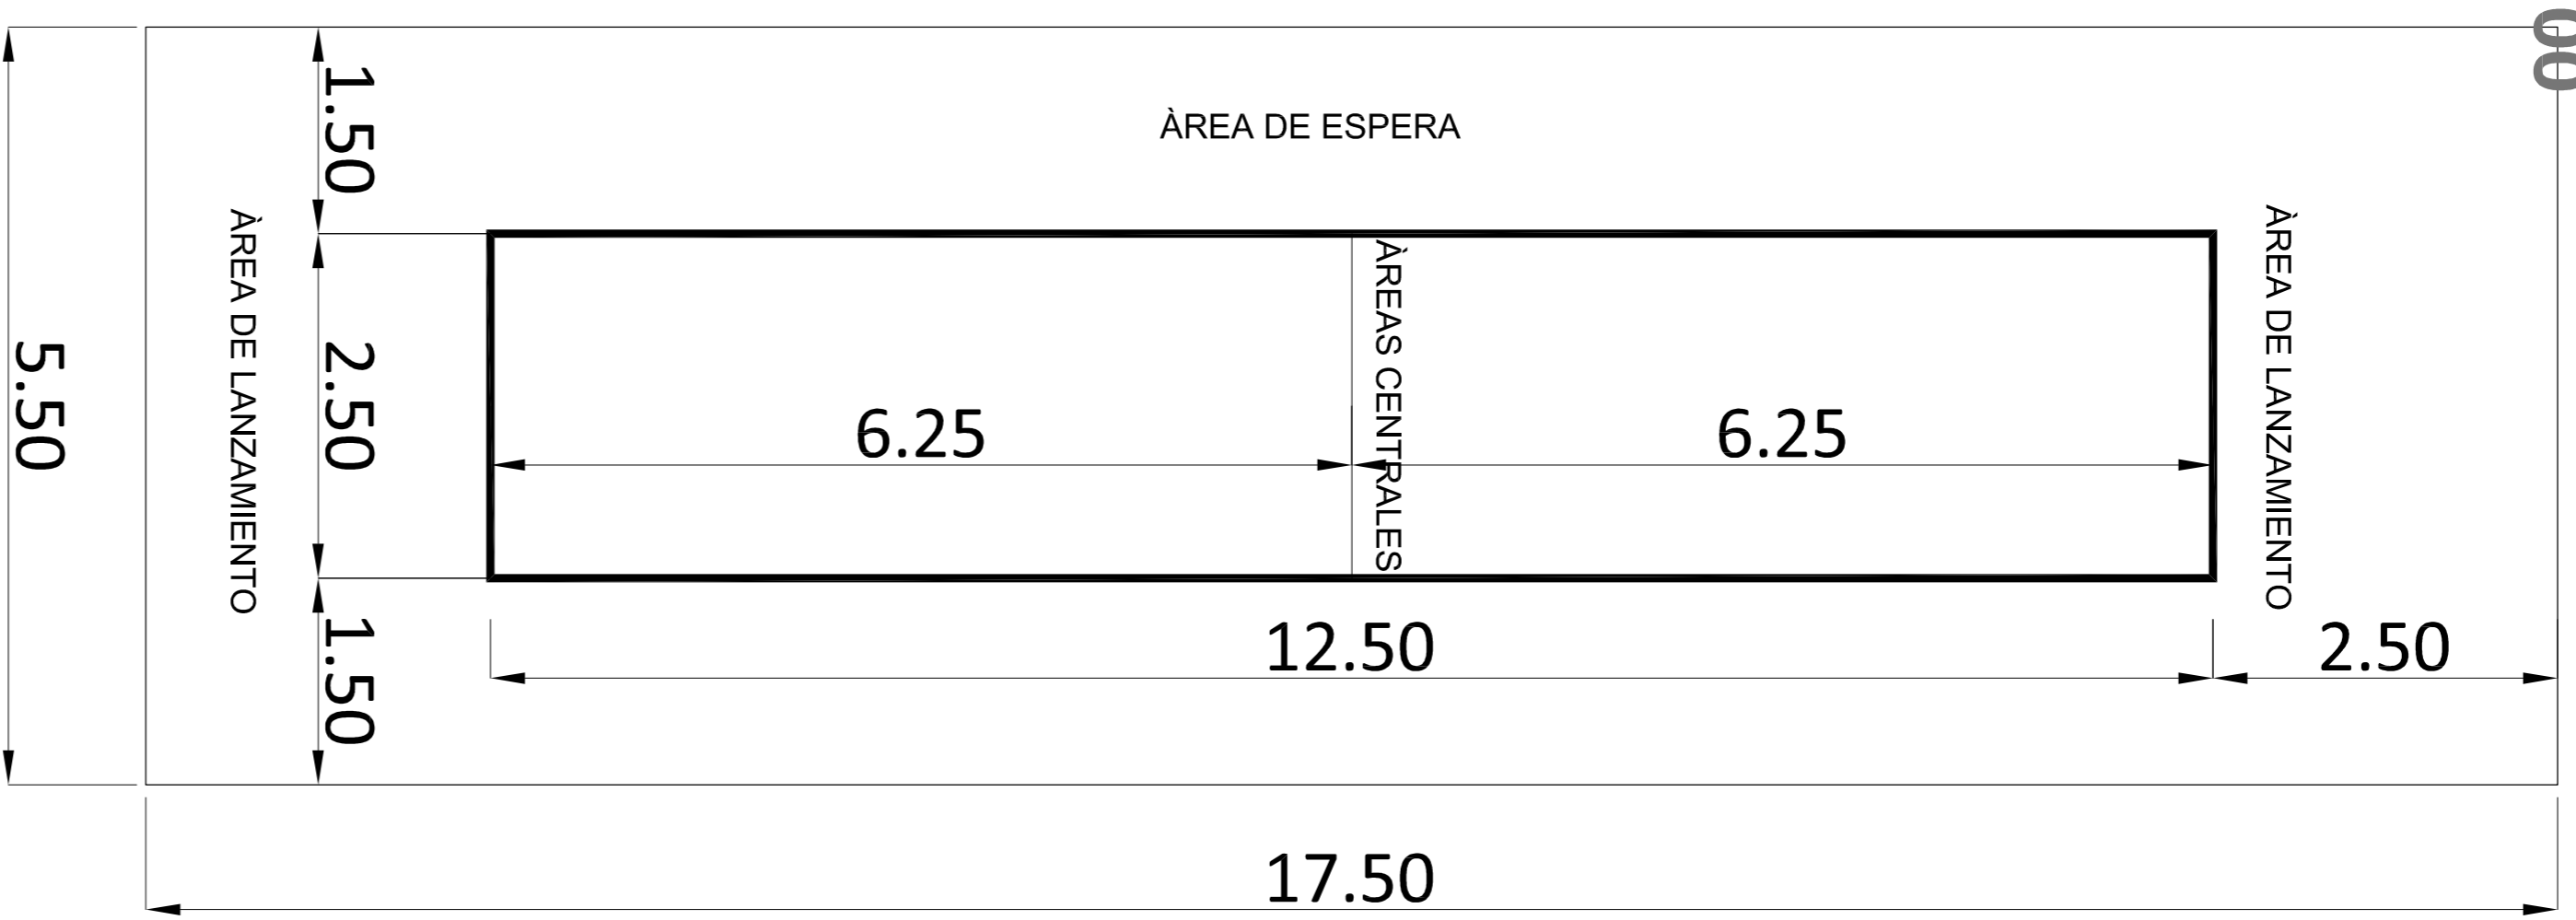 00
1.50
ÀREA DE ESPERA
ÀREA DE LANZAMIENTO
ÀREAS CENTRALES
ÀREA DE LANZAMIENTO
5.50
2.50
6.25
6.25
1.50
12.50
2.50
17.50